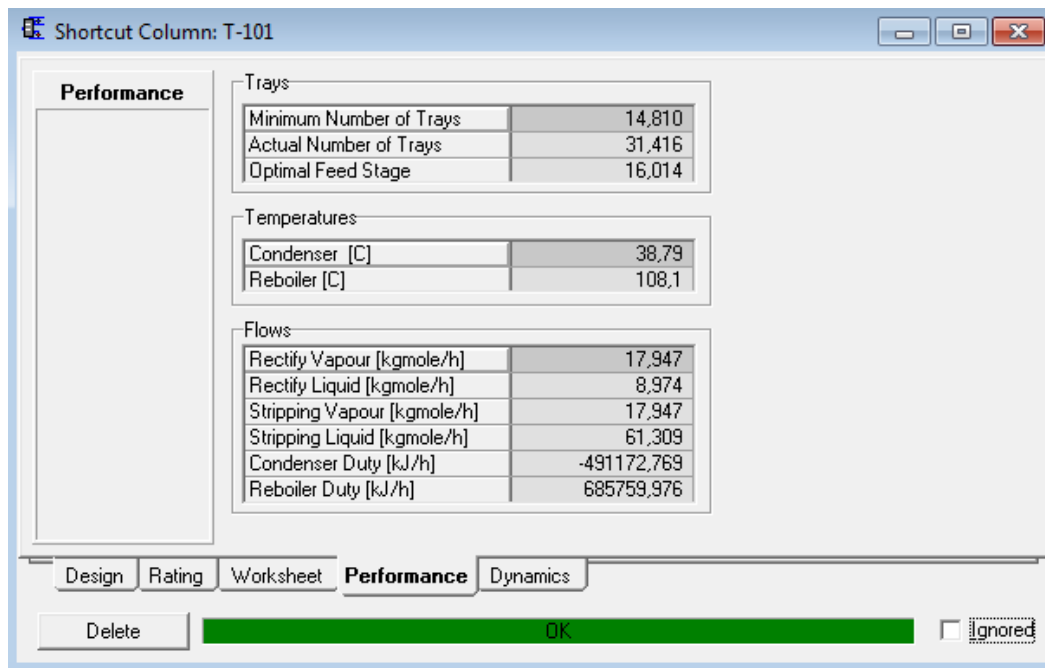 Shortcut Column: T-101
Performance
Trays
Minimum Number of Trays 14,810
Actual Number of Trays 31,416
Optimal Feed Stage 16,014
Temperatures
Condenser [C] 38,79
Reboiler [C] 108,1
Flows
Rectify Vapour [kgmole/h] 17,947
Rectify Liquid [kgmole/h] 8,974
Stripping Vapour [kgmole/h] 17,947
Stripping Liquid [kgmole/h] 61,309
Condenser Duty [kJ/h] -491172,769
Reboiler Duty [kJ/h] 685759,976
Design Rating Worksheet Performance Dynamics
Delete OK Ignored